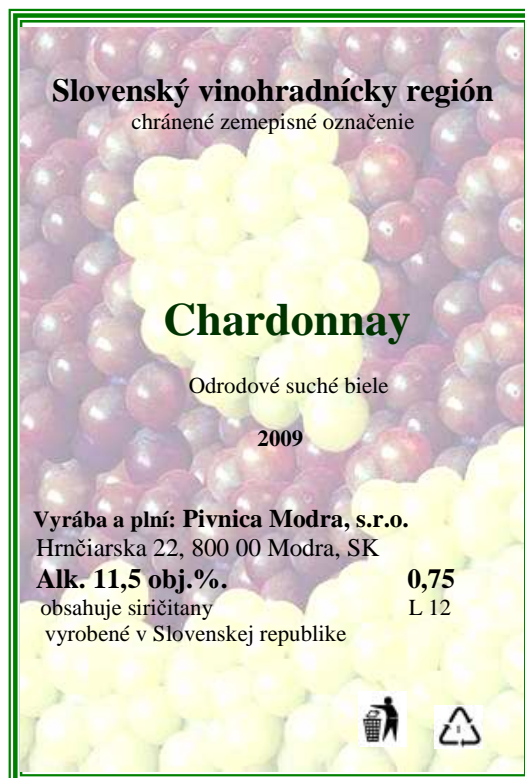 Slovenský vinohradnícky región
chránené zemepisné označenie
Chardonnay
Odrodové suché biele
2009
Vyrába a plní: Pivnica Modra, s.r.o.
Hrnčiarska 22, 800 00 Modra, SK
Alk. 11,5 obj.%. 0,75
obsahuje siričitany L 12
vyrobené v Slovenskej republike